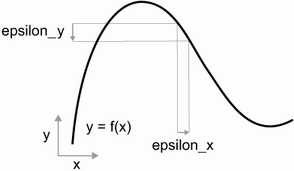 epsilon_y
y = f(x)
y
x
epsilon_x